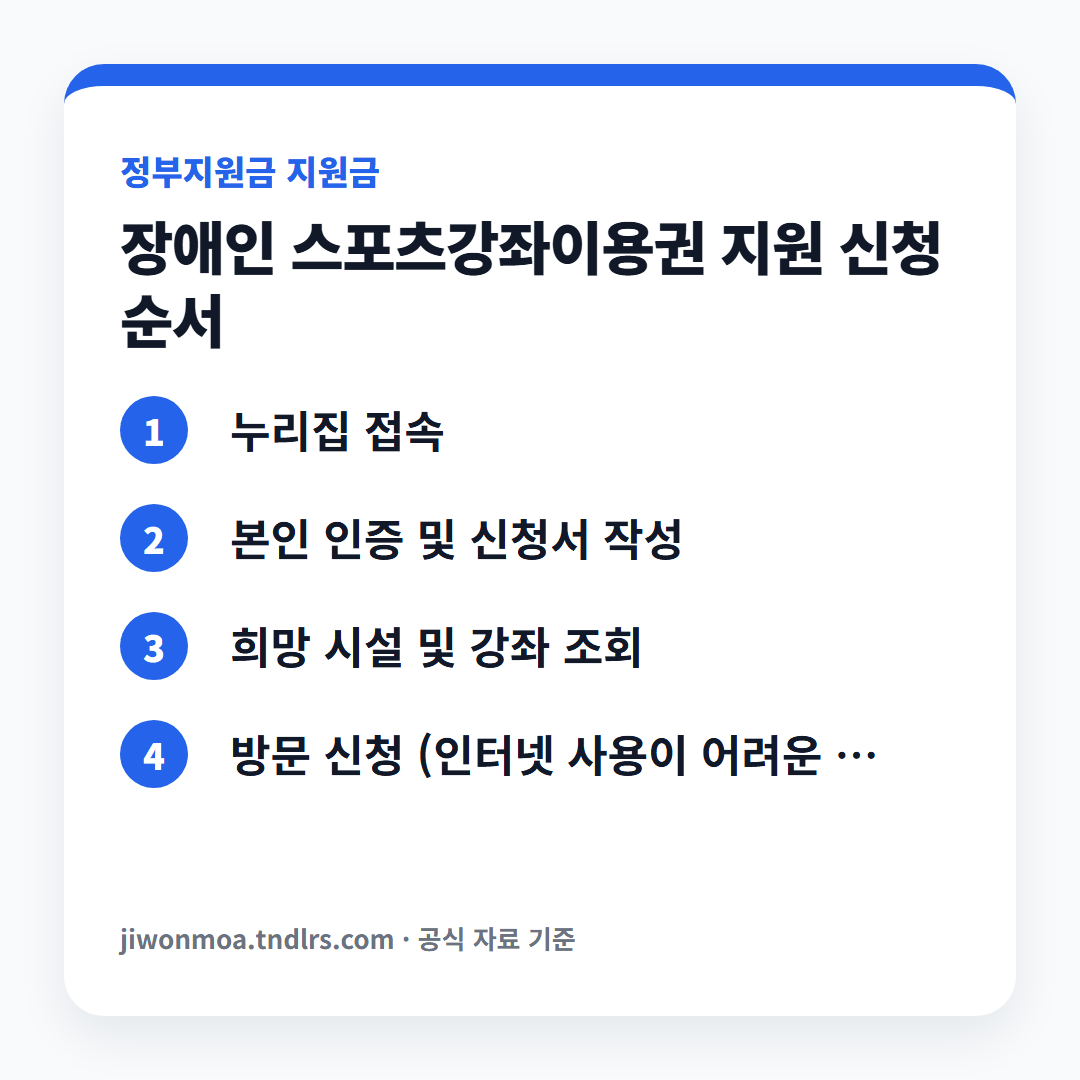 정부지원금 지원금
장애인 스포츠강좌이용권 지원 신청
순서
1 누리집 접속
2 본인 인증 및 신청서 작성
3 희망 시설 및 강좌 조회
4 방문 신청 (인터넷 사용이 어려운 …
jiwonmoa.tndlrs.com · 공식 자료 기준